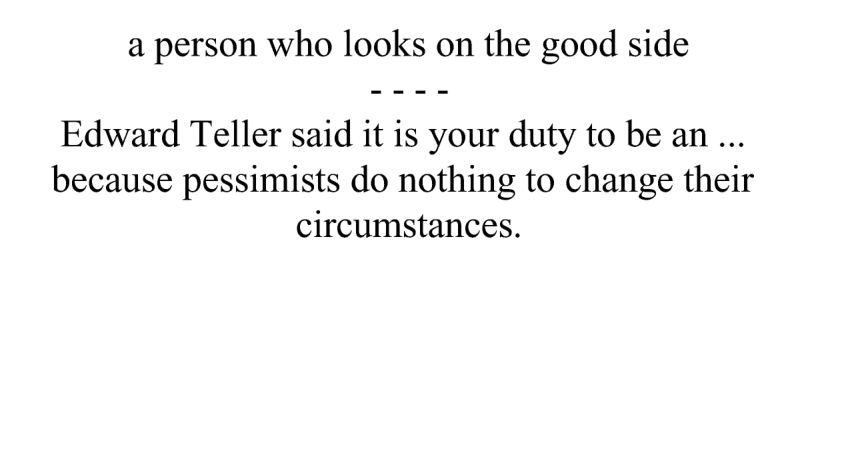 a person who looks on the good side
- - - -
Edward Teller said it is your duty to be an ...
because pessimists do nothing to change their
circumstances.